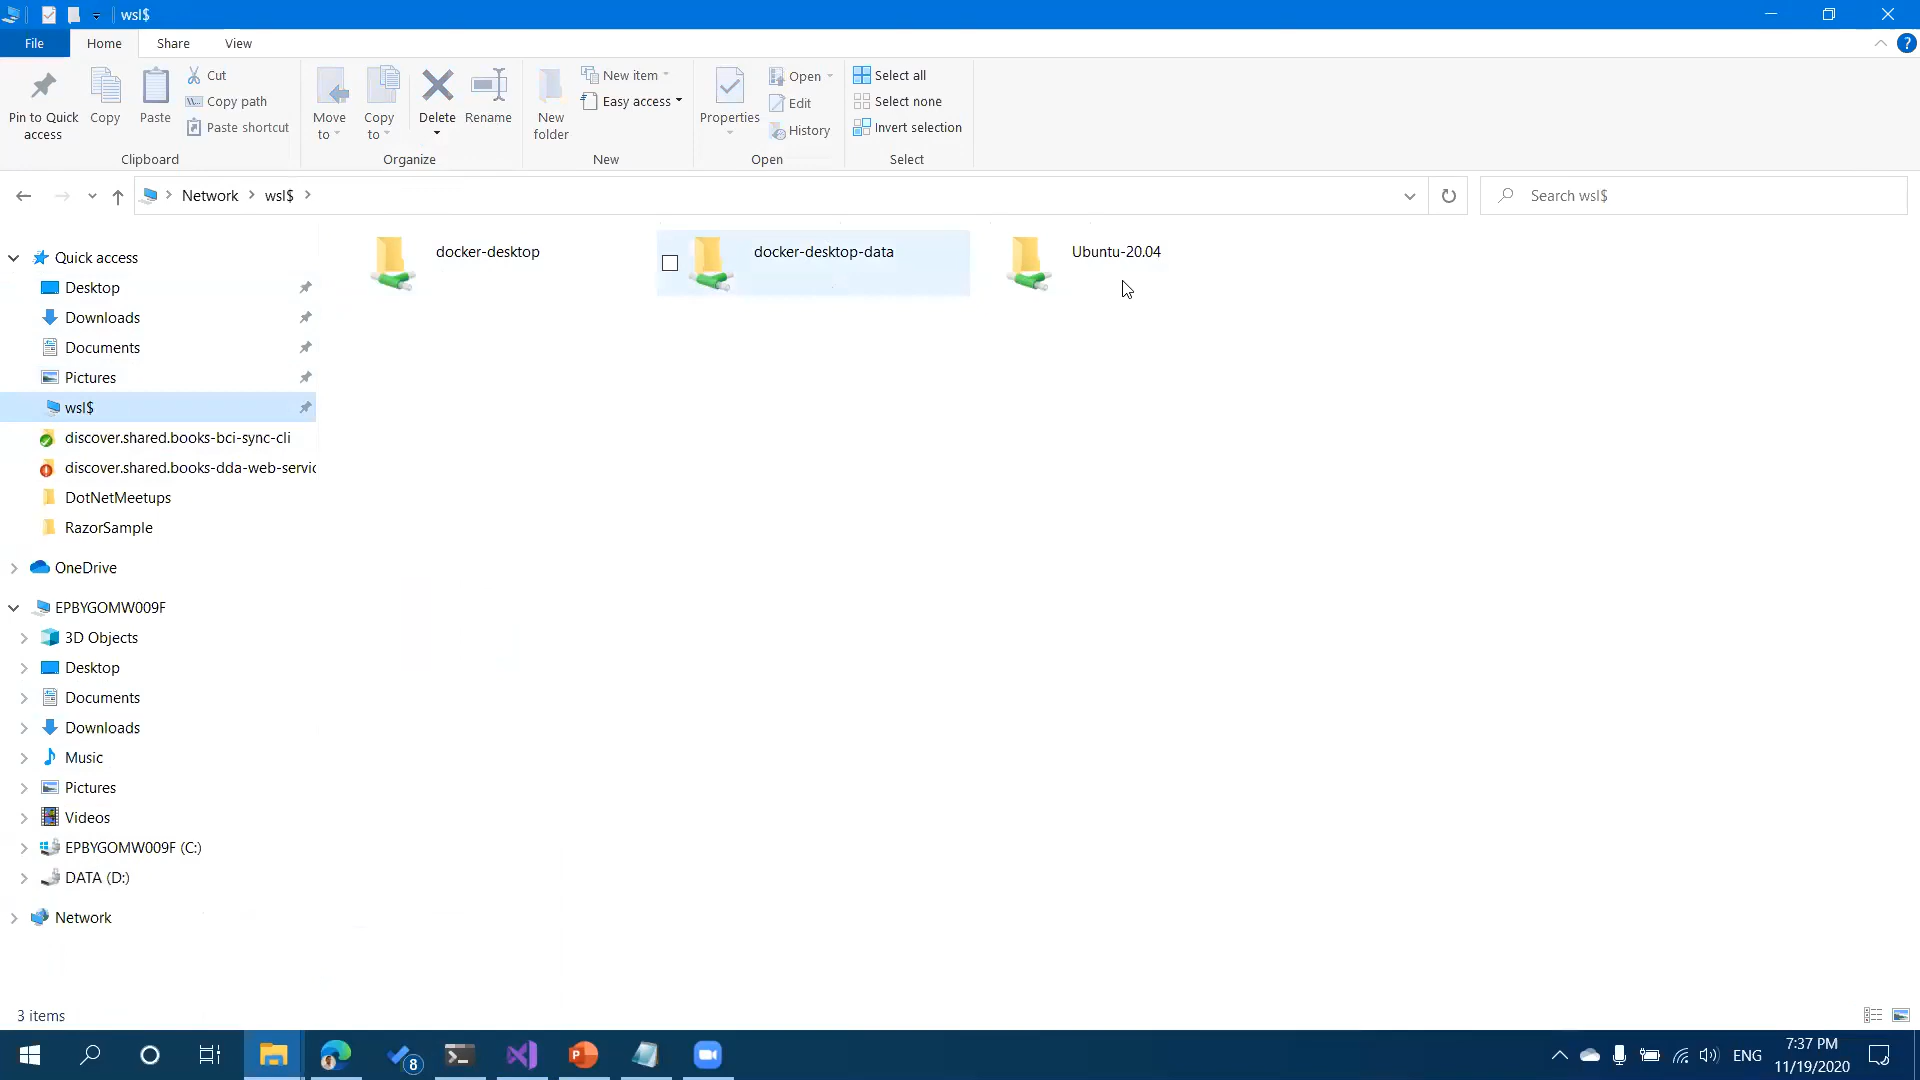 wsl$
File
Home
Share
View
Pin to Quick
access
Copy
Paste
Cut
Copy path
Paste shortcut
Clipboard
Move
to
Copy
to
Delete
Rename
Organize
New
folder
New item
Easy access
New
Properties
Open
Edit
History
Open
Select all
Select none
Invert selection
Select
Network
wsl$
Search wsl$
Quick access
Desktop
Downloads
Documents
Pictures
wsl$
discover.shared.books-bci-sync-cli
discover.shared.books-dda-web-servic
DotNetMeetups
RazorSample
OneDrive
EPBYGOMW009F
3D Objects
Desktop
Documents
Downloads
Music
Pictures
Videos
EPBYGOMW009F (C:)
DATA (D:)
Network
docker-desktop
docker-desktop-data
Ubuntu-20.04
3 items
8
ENG
7:37 PM
11/19/2020